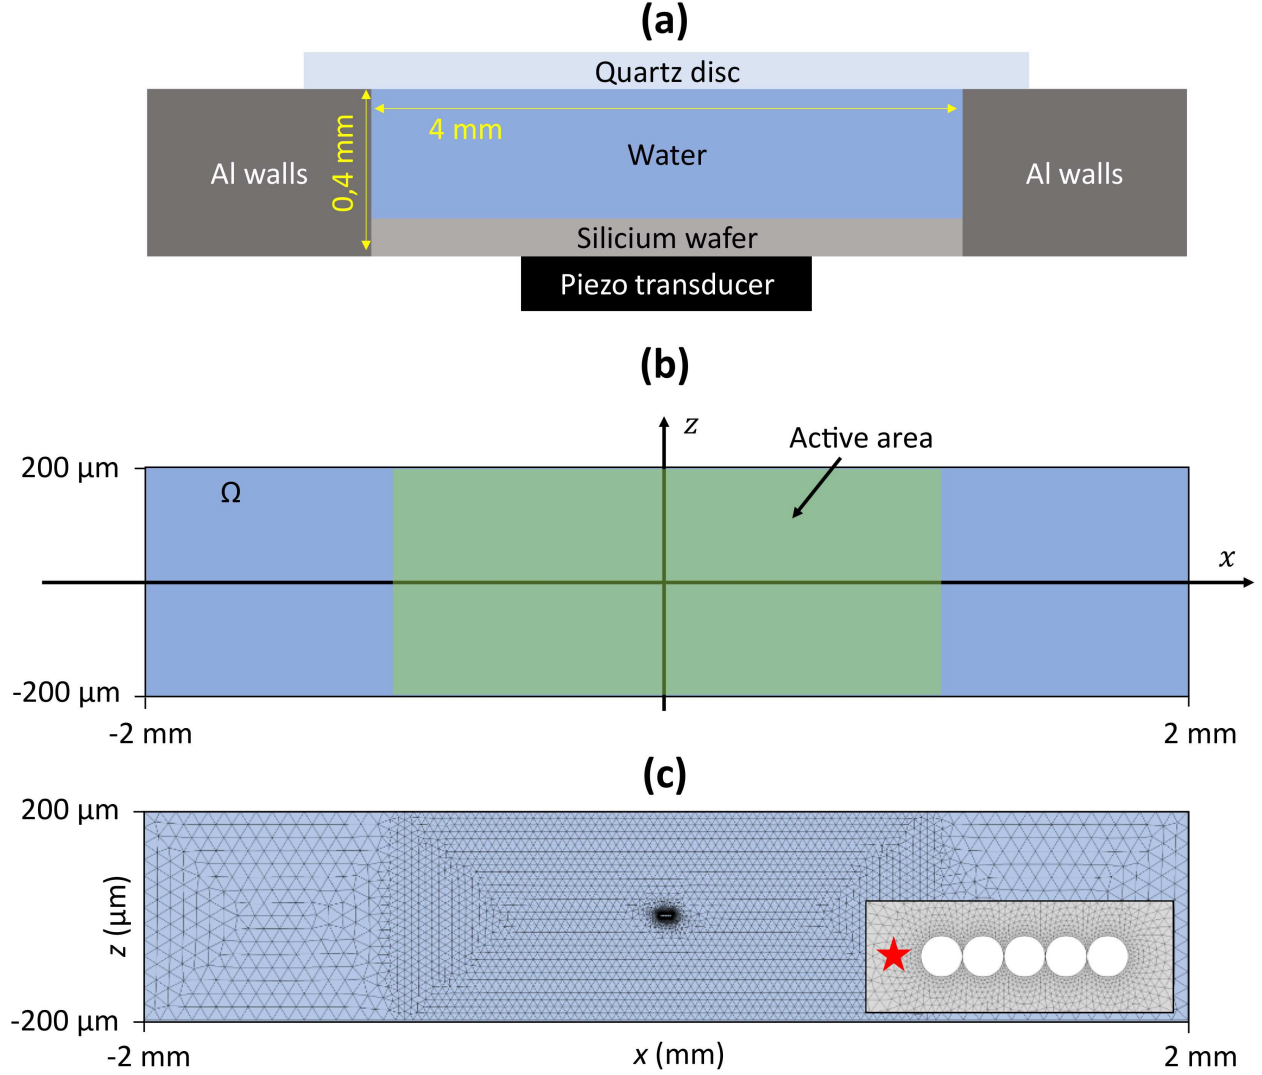 (a)
Quartz disc
4 mm
0,4 mm
Water
Al walls
Al walls
Silicium wafer
Piezo transducer
(b)
z
Active area
200 µm
Ω
x
-200 µm
-2 mm
2 mm
(c)
200 µm
z (µm)
-200 µm
-2 mm
x (mm)
2 mm